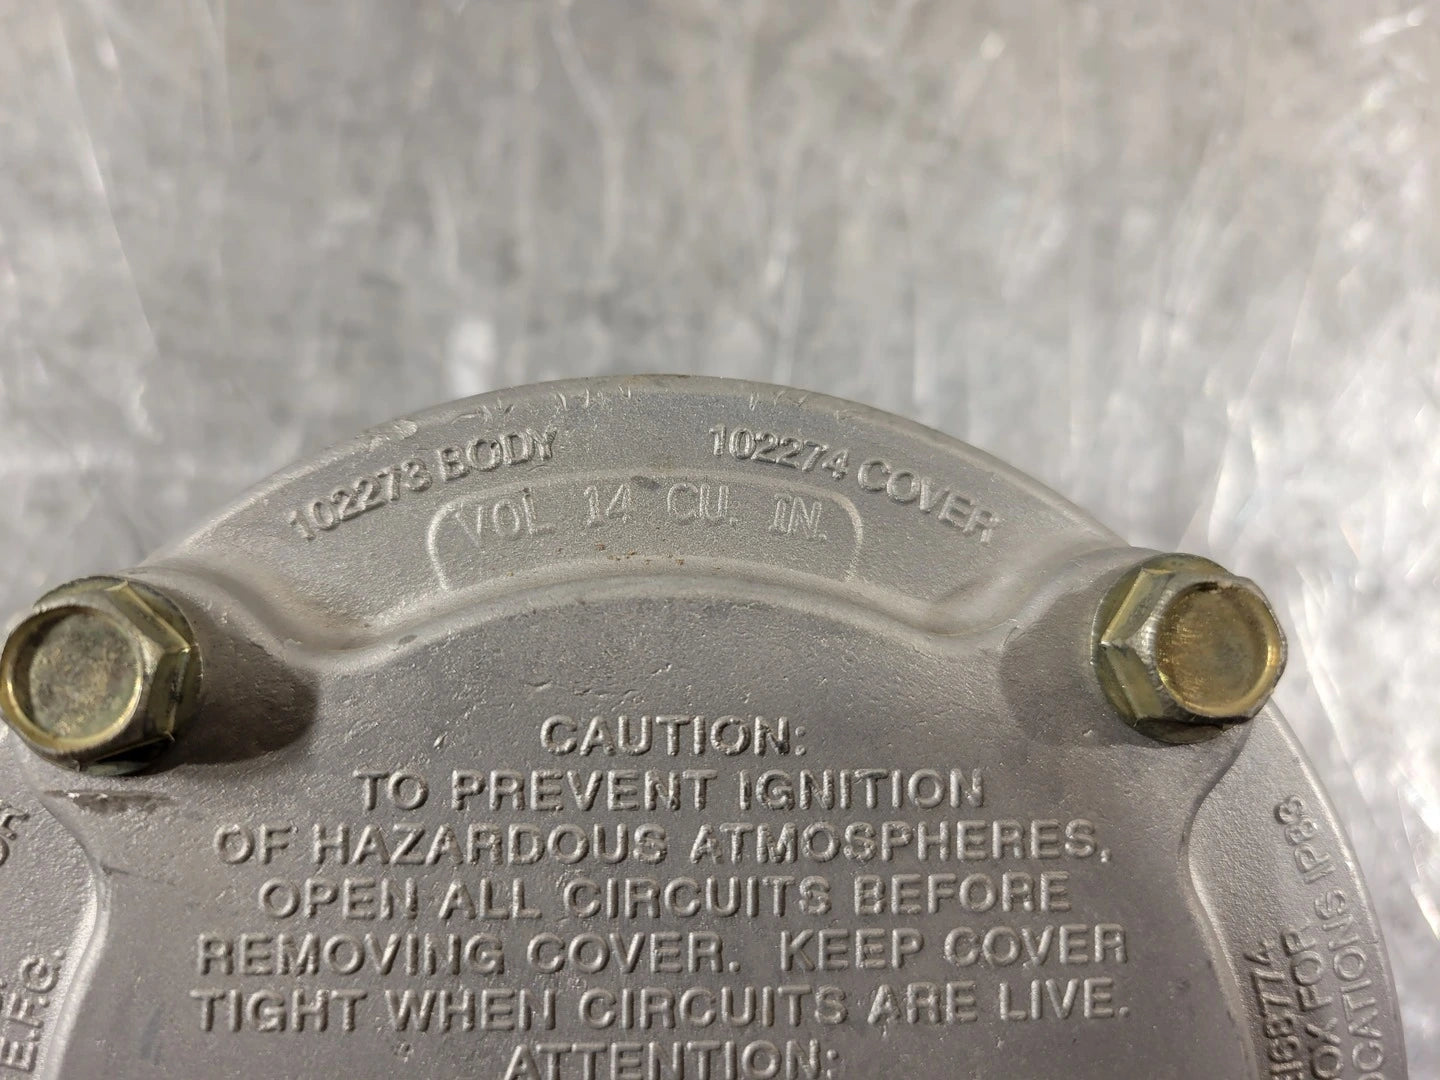 102273 BODY
102274 COVER
VOL 14 CU. IN.
CAUTION:
TO PREVENT IGNITION
OF HAZARDOUS ATMOSPHERES.
OPEN ALL CIRCUITS BEFORE
REMOVING COVER. KEEP COVER
TIGHT WHEN CIRCUITS ARE LIVE.
ATTENTION:
E.F.G.